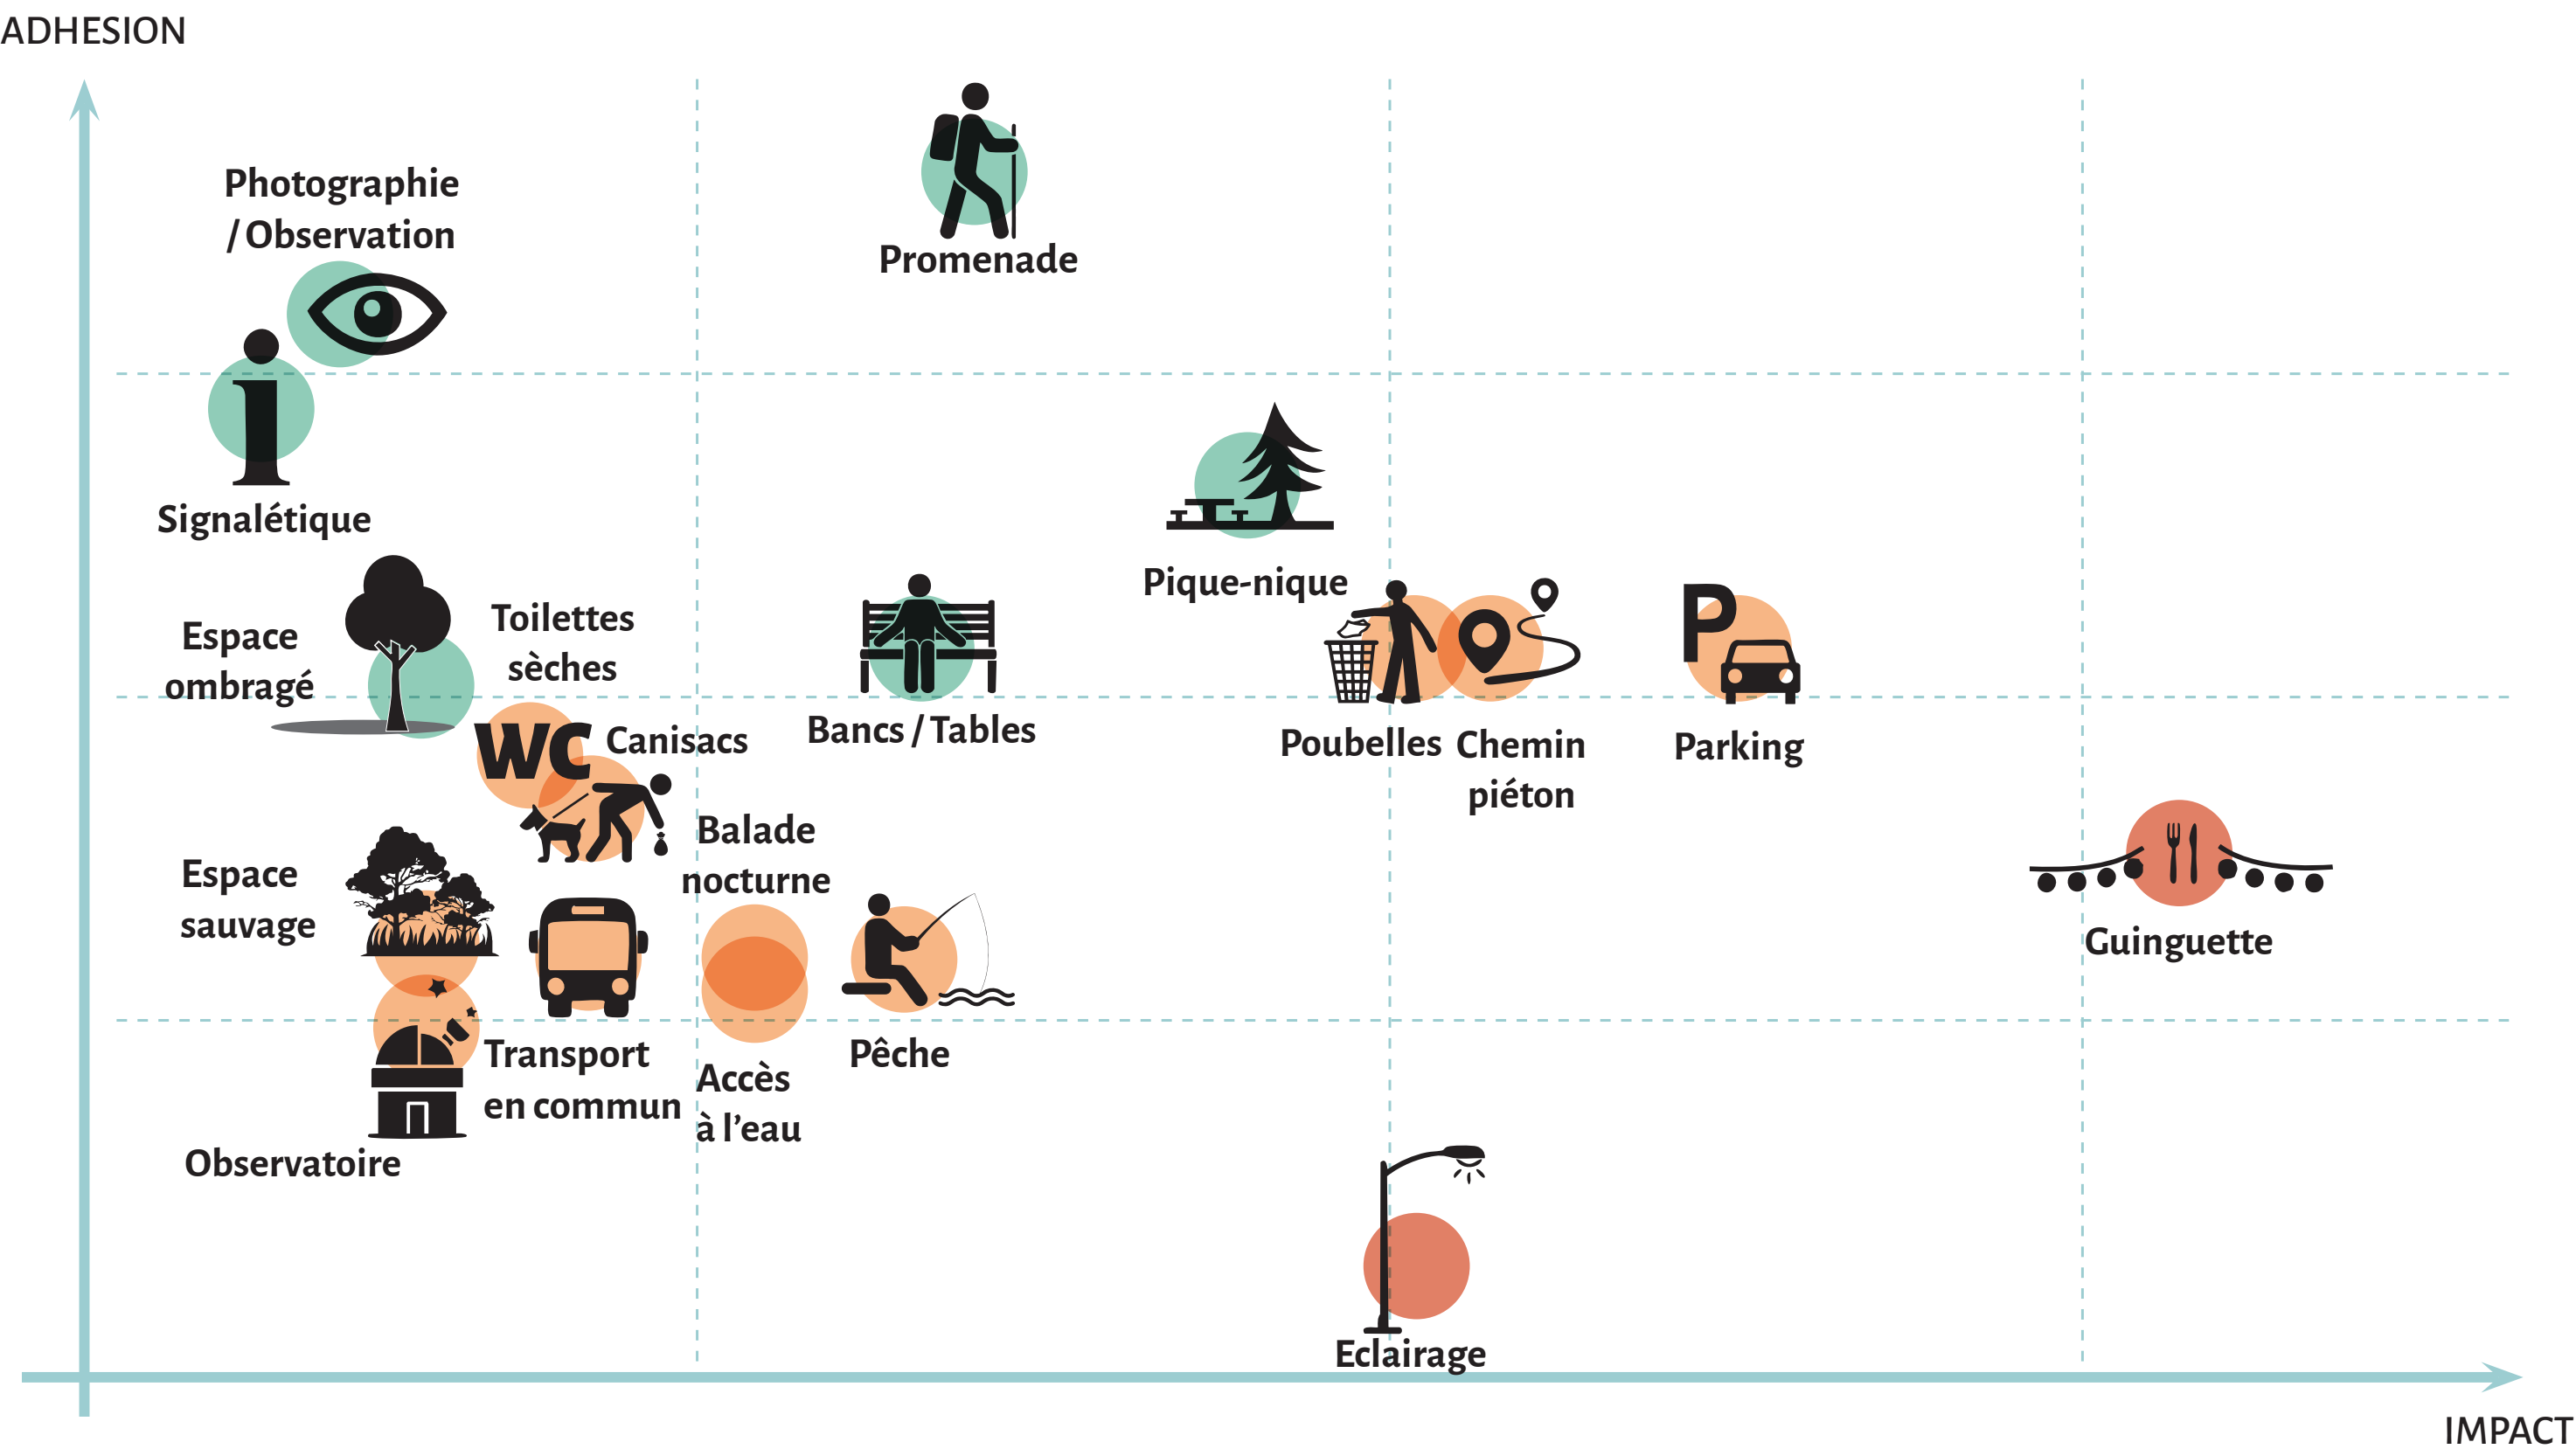 ADHESION
Photographie
/ Observation
Promenade
Signalétique
Pique-nique
Espace
ombragé
Toilettes
sèches
WC
Canisacs
Bancs / Tables
Poubelles
Chemin
piéton
P
Parking
Espace
sauvage
Balade
nocturne
Guinguette
Transport
en commun
Accès
à l’eau
Pêche
Observatoire
Eclairage
IMPACT